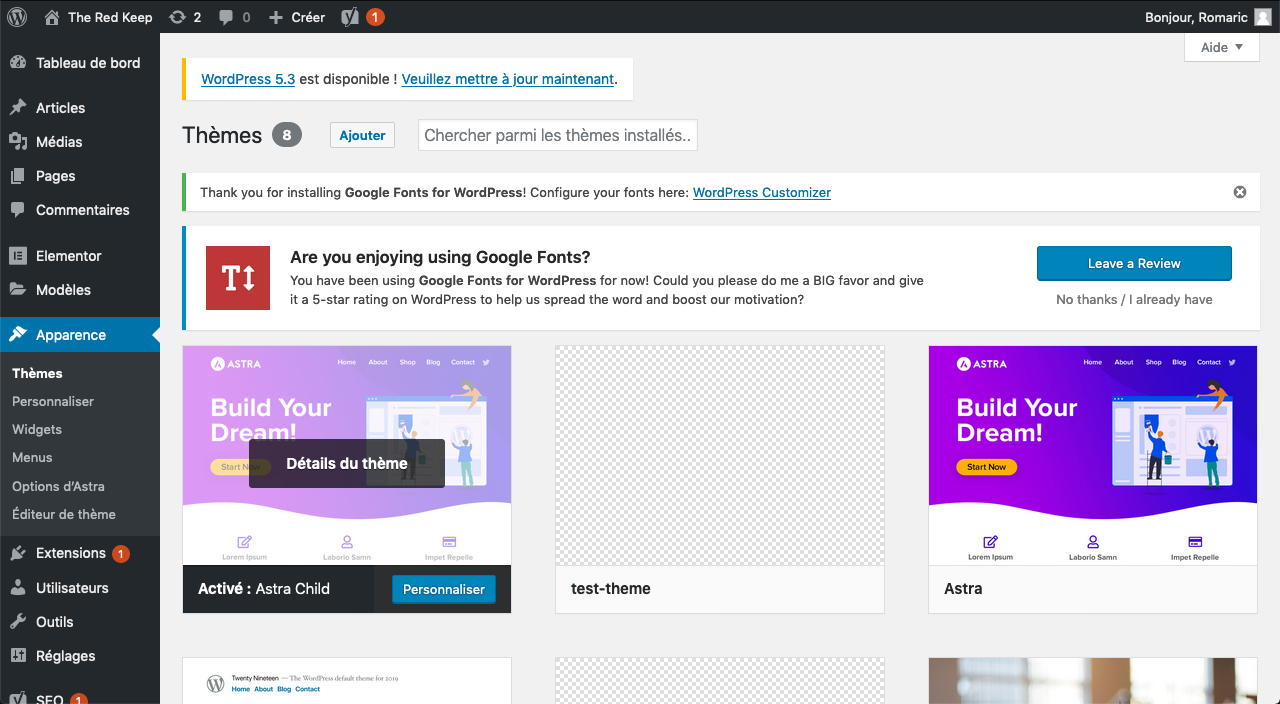 The Red Keep 2 0 Créer 1 Bonjour, Romaric
Aide
Tableau de bord
Articles
Médias
Pages
Commentaires
Elementor
Modèles
Apparence
Thèmes
Personnaliser
Widgets
Menus
Options d'Astra
Éditeur de thème
Extensions 1
Utilisateurs
Outils
Réglages
SEO 1
WordPress 5.3 est disponible ! Veuillez mettre à jour maintenant.
Thèmes 8 Ajouter Chercher parmi les thèmes installés..
Thank you for installing Google Fonts for WordPress! Configure your fonts here: WordPress Customizer
Are you enjoying using Google Fonts?
You have been using Google Fonts for WordPress for now! Could you please do me a BIG favor and give
it a 5-star rating on WordPress to help us spread the word and boost our motivation?
Leave a Review
No thanks / I already have
ASTRA Home About Shop Blog Contact
Build Your
Dream!
Start Now
Détails du thème
Lorem Ipsum Laborio Samn Impet Repelle
Activé : Astra Child Personnaliser
test-theme
ASTRA Home About Shop Blog Contact
Build Your
Dream!
Start Now
Lorem Ipsum Laborio Samn Impet Repelle
Astra
Twenty Nineteen — The WordPress default theme for 2019
Home About Blog Contact